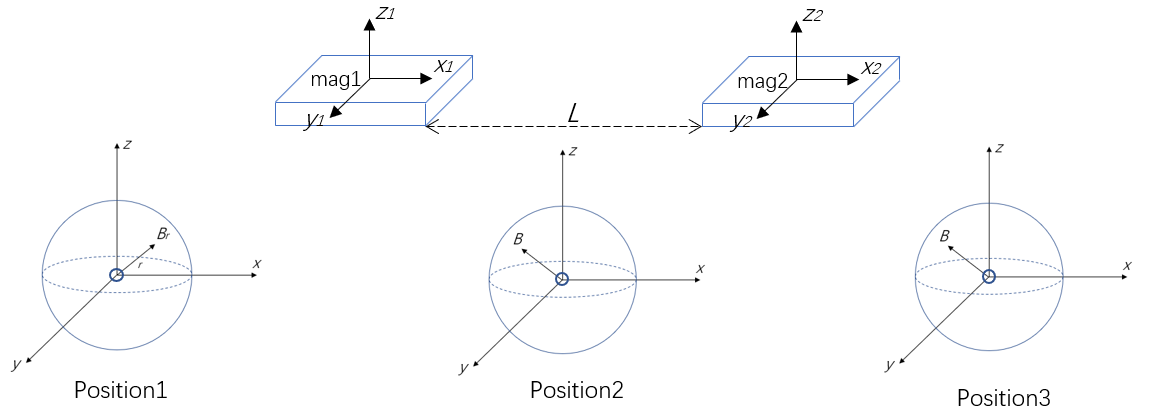 Z1
Z2
mag1
X1
mag2
X2
y1
L
y2
z
z
z
Br
r
x
B
x
B
x
y
y
y
Position1
Position2
Position3